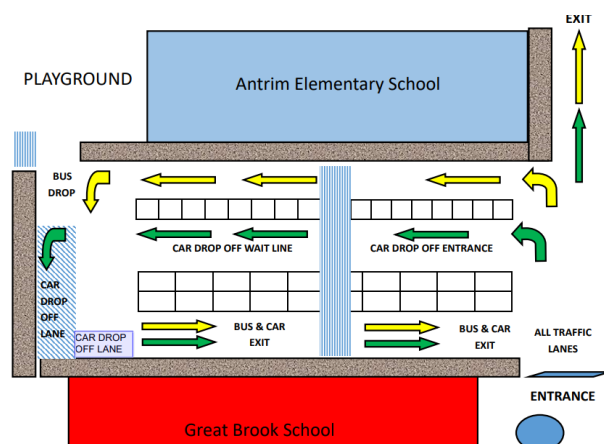 EXIT
PLAYGROUND
Antrim Elementary School
BUS
DROP
CAR DROP OFF WAIT LINE
CAR DROP OFF ENTRANCE
CAR
DROP
OFF
LANE
CAR DROP
OFF LANE
BUS & CAR
EXIT
BUS & CAR
EXIT
ALL TRAFFIC
LANES
ENTRANCE
Great Brook School